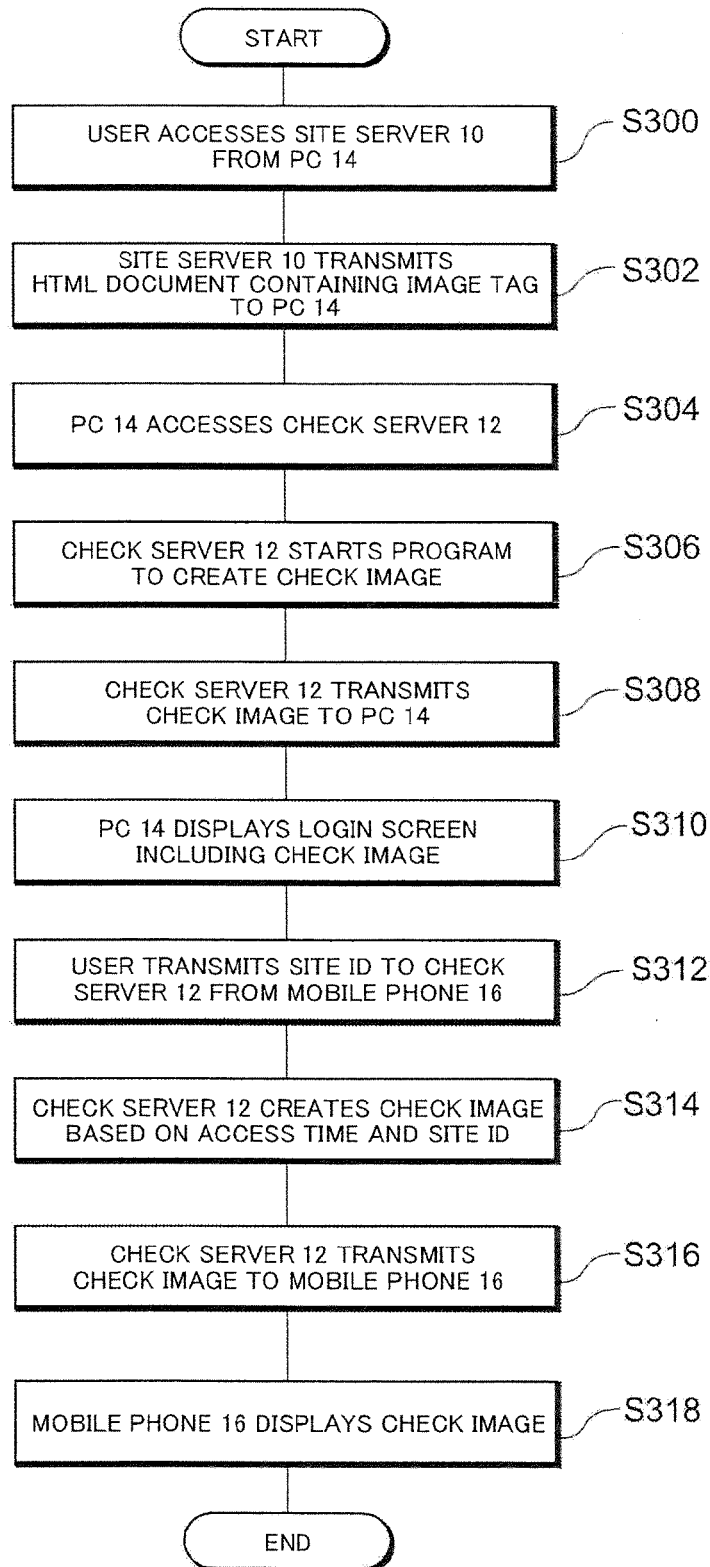 START
USER ACCESSES SITE SERVER 10
FROM PC 14
S300
SITE SERVER 10 TRANSMITS
HTML DOCUMENT CONTAINING IMAGE TAG
TO PC 14
S302
PC 14 ACCESSES CHECK SERVER 12
S304
CHECK SERVER 12 STARTS PROGRAM
TO CREATE CHECK IMAGE
S306
CHECK SERVER 12 TRANSMITS
CHECK IMAGE TO PC 14
S308
PC 14 DISPLAYS LOGIN SCREEN
INCLUDING CHECK IMAGE
S310
USER TRANSMITS SITE ID TO CHECK
SERVER 12 FROM MOBILE PHONE 16
S312
CHECK SERVER 12 CREATES CHECK IMAGE
BASED ON ACCESS TIME AND SITE ID
S314
CHECK SERVER 12 TRANSMITS
CHECK IMAGE TO MOBILE PHONE 16
S316
MOBILE PHONE 16 DISPLAYS CHECK IMAGE
S318
END